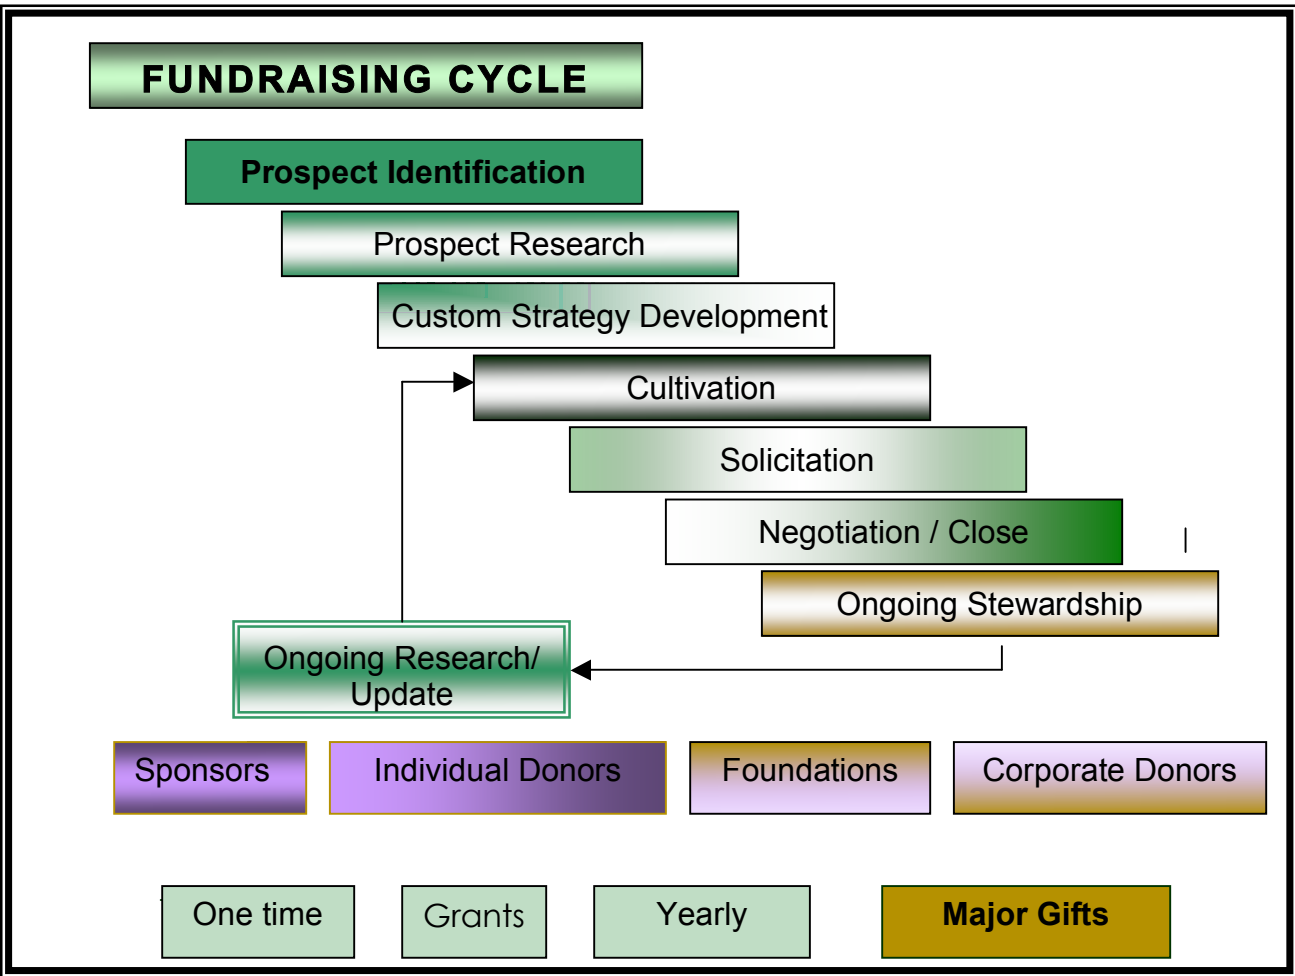 FUNDRAISING CYCLE
Prospect Identification
Prospect Research
Custom Strategy Development
Cultivation
Solicitation
Negotiation / Close
Ongoing Stewardship
Ongoing Research/
Update
Sponsors
Individual Donors
Foundations
Corporate Donors
One time
Grants
Yearly
Major Gifts